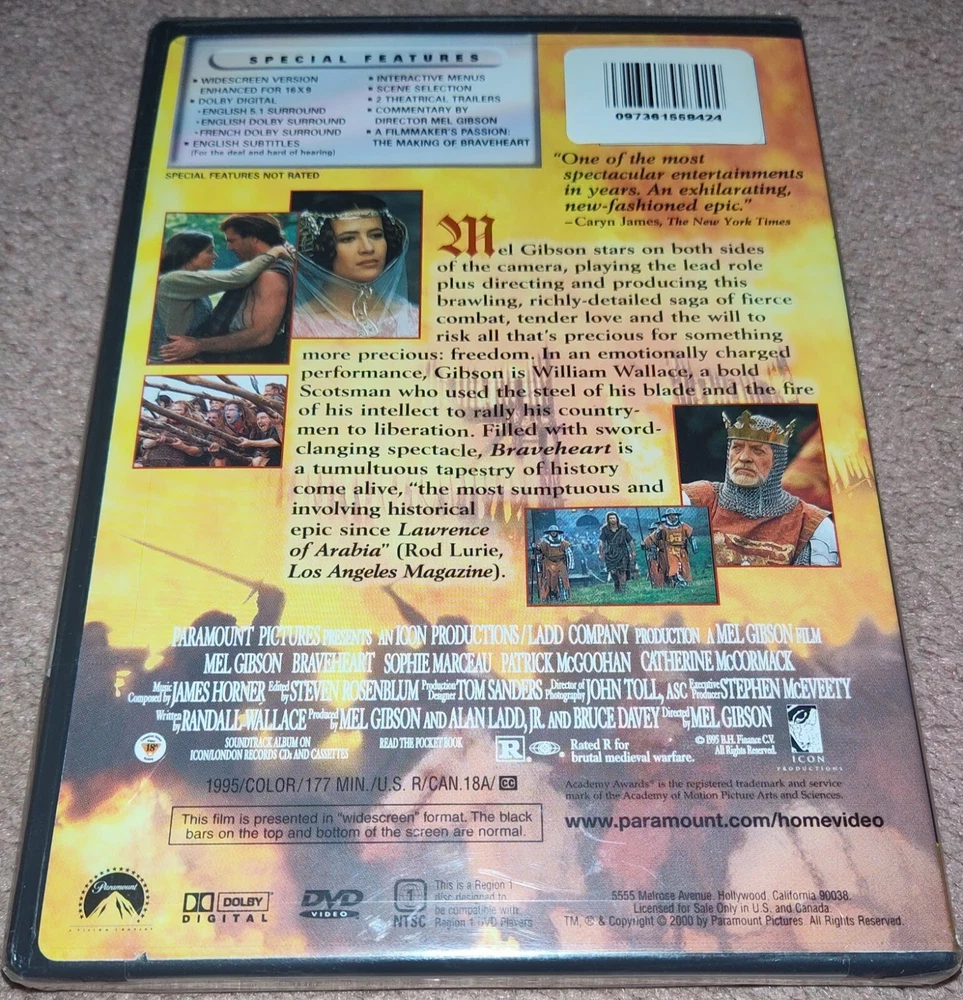 SPECIAL FEATURES
• WIDESCREEN VERSION
ENHANCED FOR 16X9
• DOLBY DIGITAL
•ENGLISH 5.1 SURROUND
•ENGLISH DOLBY SURROUND
•FRENCH DOLBY SURROUND
• ENGLISH SUBTITLES
(For the deaf and hard of hearing)
• INTERACTIVE MENUS
• SCENE SELECTION
• 2 THEATRICAL TRAILERS
• COMMENTARY BY
DIRECTOR MEL GIBSON
• A FILMMAKER'S PASSION:
THE MAKING OF BRAVEHEART
SPECIAL FEATURES NOT RATED
097361558424
"One of the most
spectacular entertainments
in years. An exhilarating,
new-fashioned epic."
–Caryn James, The New York Times
Mel Gibson stars on both sides
of the camera, playing the lead role
plus directing and producing this
brawling, richly-detailed saga of fierce
combat, tender love and the will to
risk all that's precious for something
more precious: freedom. In an emotionally charged
performance, Gibson is William Wallace, a bold
Scotsman who used the steel of his blade and the fire
of his intellect to rally his country-
men to liberation. Filled with sword-
clanging spectacle, Braveheart is
a tumultuous tapestry of history
come alive, "the most sumptuous and
involving historical
epic since Lawrence
of Arabia" (Rod Lurie,
Los Angeles Magazine).
PARAMOUNT PICTURES PRESENTS AN ICON PRODUCTIONS/LADD COMPANY PRODUCTION A MEL GIBSON FILM
MEL GIBSON BRAVEHEART SOPHIE MARCEAU PATRICK McGOOHAN CATHERINE McCORMACK
Music Composed by JAMES HORNER Edited by STEVEN ROSENBLUM Production Designer TOM SANDERS Director of Photography JOHN TOLL, ASC Executive Producer STEPHEN McEVEETY
Written by RANDALL WALLACE Produced by MEL GIBSON AND ALAN LADD, JR. AND BRUCE DAVEY Directed by MEL GIBSON
18
SOUNDTRACK ALBUM ON
ICON/LONDON RECORDS CDs AND CASSETTES
READ THE POCKET BOOK
R
Rated R for
brutal medieval warfare.
© 1995 B.H. Finance C.V.
All Rights Reserved.
ICON
PRODUCTIONS
1995/COLOR/177 MIN./U.S. R/CAN.18A/ CC
Academy Awards® is the registered trademark and service
mark of the Academy of Motion Picture Arts and Sciences.
This film is presented in "widescreen" format. The black
bars on the top and bottom of the screen are normal.
www.paramount.com/homevideo
Paramount
DOLBY
DIGITAL
DVD
VIDEO
1
NTSC
This is a Region 1
disc designed to
be compatible with
Region 1 DVD Players
5555 Melrose Avenue, Hollywood, California 90038.
Licensed for Sale Only in U.S. and Canada.
TM, ® & Copyright © 2000 by Paramount Pictures. All Rights Reserved.